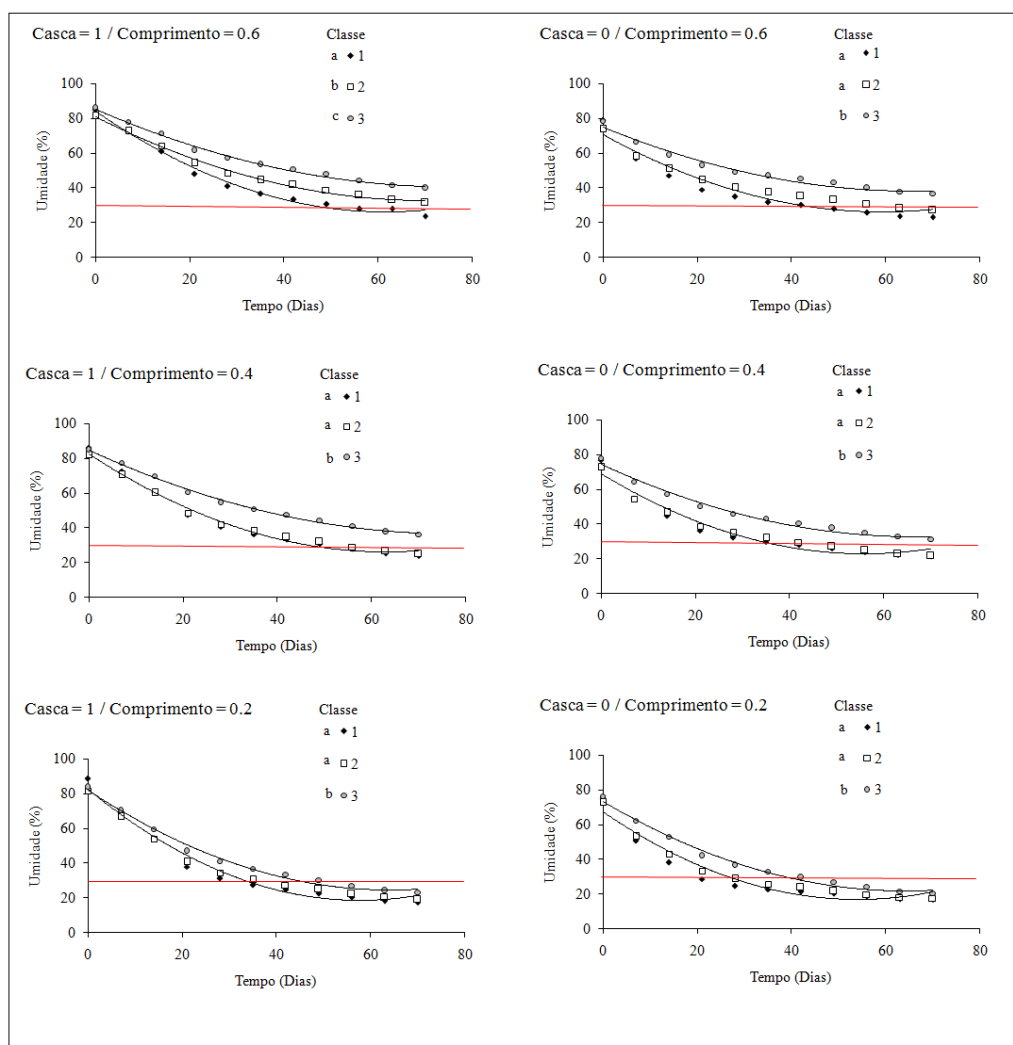 Casca = 1 / Comprimento = 0.6
Classe
a 1
b 2
c 3
100
80
60
40
20
0
Umidade (%)
0 20 40 60 80
Tempo (Dias)
Casca = 0 / Comprimento = 0.6
Classe
a 1
a 2
b 3
100
80
60
40
20
0
Umidade (%)
0 20 40 60 80
Tempo (Dias)
Casca = 1 / Comprimento = 0.4
Classe
a 1
a 2
b 3
100
80
60
40
20
0
Umidade (%)
0 20 40 60 80
Tempo (Dias)
Casca = 0 / Comprimento = 0.4
Classe
a 1
a 2
b 3
100
80
60
40
20
0
Umidade (%)
0 20 40 60 80
Tempo (Dias)
Casca = 1 / Comprimento = 0.2
Classe
a 1
a 2
b 3
100
80
60
40
20
0
Umidade (%)
0 20 40 60 80
Tempo (Dias)
Casca = 0 / Comprimento = 0.2
Classe
a 1
a 2
b 3
100
80
60
40
20
0
Umidade (%)
0 20 40 60 80
Tempo (Dias)